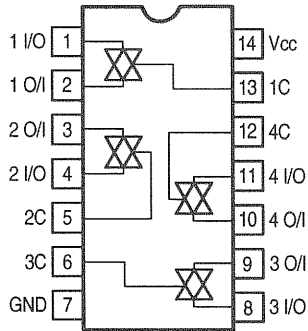 1 I/O 1 14 Vcc
1 O/I 2 13 1C
2 O/I 3 12 4C
2 I/O 4 11 4 I/O
2C 5 10 4 O/I
3C 6 9 3 O/I
GND 7 8 3 I/O